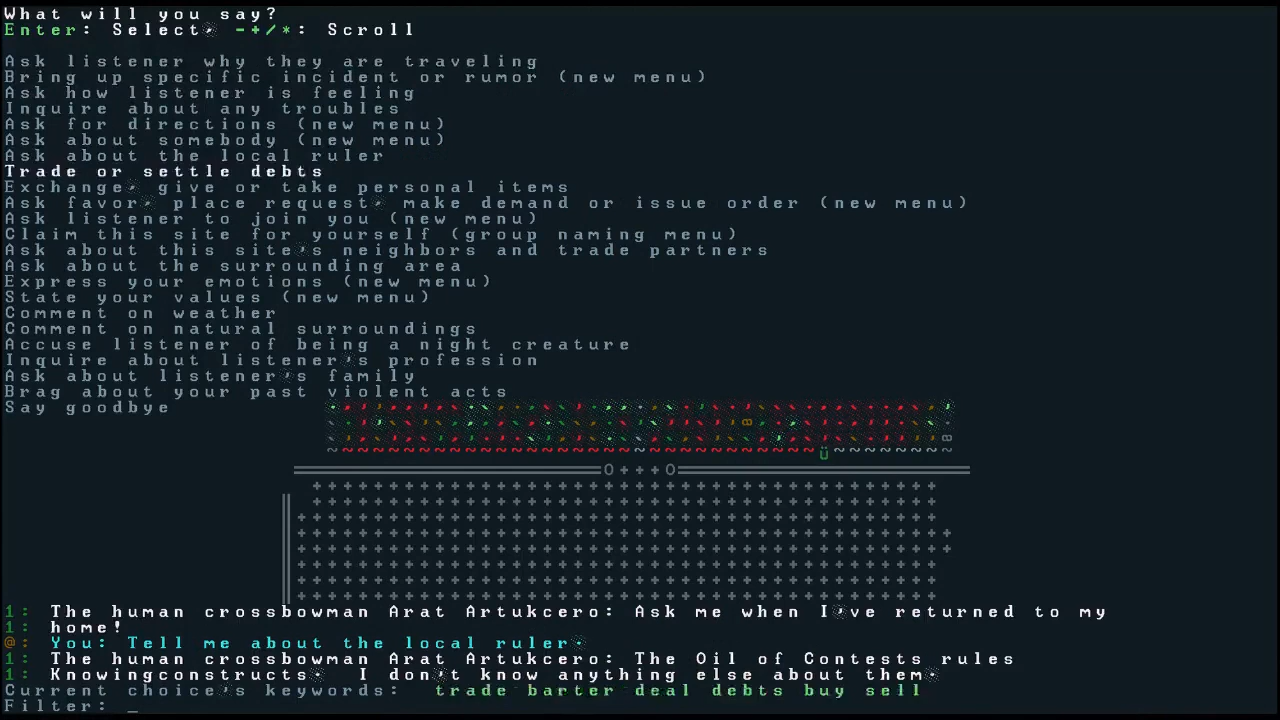 What will you say?
Enter: Select, -+/*: Scroll
Ask listener why they are traveling
Bring up specific incident or rumor (new menu)
Ask how listener is feeling
Inquire about any troubles
Ask for directions (new menu)
Ask about somebody (new menu)
Ask about the local ruler
Trade or settle debts
Exchange, give or take personal items
Ask favor, place request, make demand or issue order (new menu)
Ask listener to join you (new menu)
Claim this site for yourself (group naming menu)
Ask about this site's neighbors and trade partners
Ask about the surrounding area
Express your emotions (new menu)
State your values (new menu)
Comment on weather
Comment on natural surroundings
Accuse listener of being a night creature
Inquire about listener's profession
Ask about listener's family
Brag about your past violent acts
Say goodbye
1: The human crossbowman Arat Artukcero: Ask me when I've returned to my
1: home!
@: You: Tell me about the local ruler.
1: The human crossbowman Arat Artukcero: The Oil of Contests rules
1: Knowingconstructs. I don't know anything else about them.
Current choice's keywords: trade barter deal debts buy sell
Filter: _